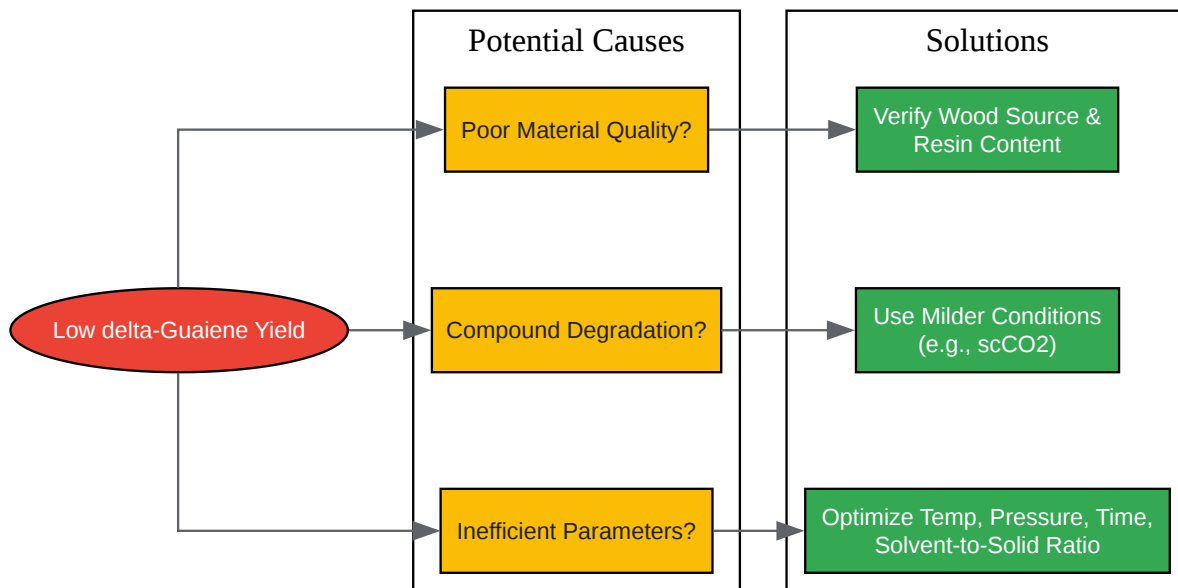 Potential Causes
Solutions
Poor Material Quality?
Verify Wood Source &
Resin Content
Low delta-Guaiene Yield
Compound Degradation?
Use Milder Conditions
(e.g., scCO2)
Inefficient Parameters?
Optimize Temp, Pressure, Time,
Solvent-to-Solid Ratio